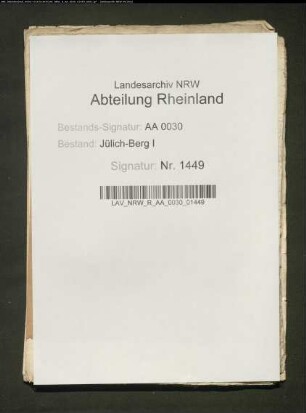 Landesarchiv NRW
Abteilung Rheinland
Bestands-Signatur: AA 0030
Bestand: Jülich-Berg I
Signatur: Nr. 1449
LAV_NRW_R_AA_0030_01449